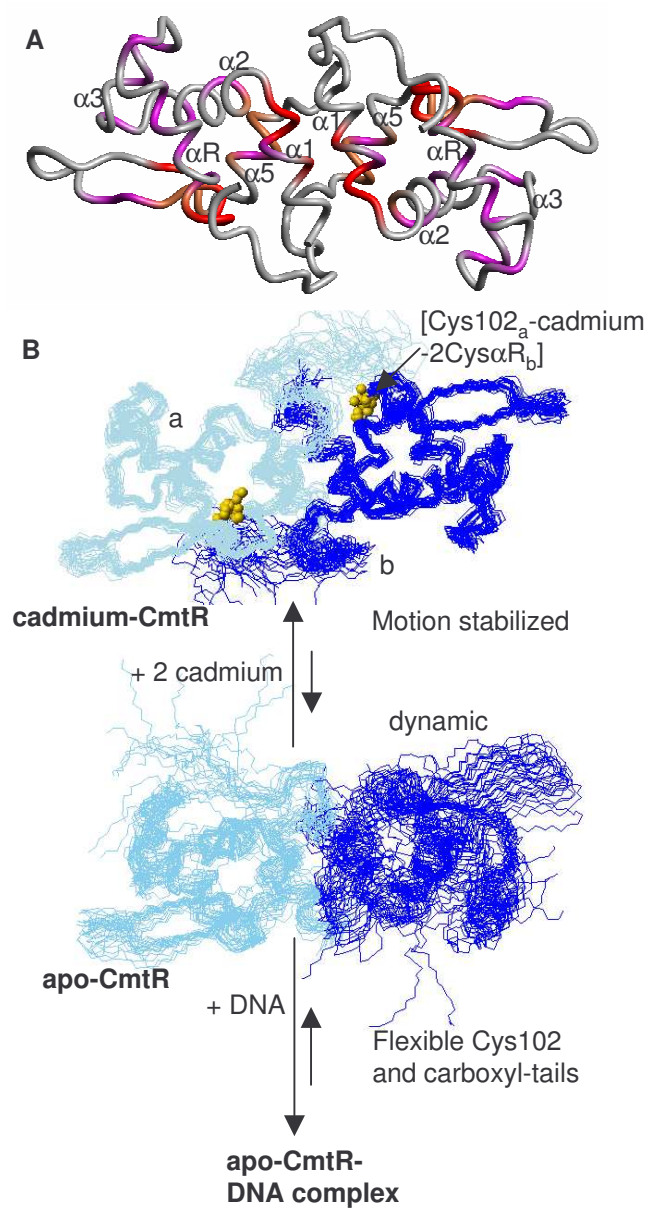 A
α2
α3
α1
α5
αR
α5
α1
αR
α3
α2
[Cys102a-cadmium
-2CysαRb]
B
a
b
cadmium-CmtR
Motion stabilized
+ 2 cadmium
dynamic
apo-CmtR
+ DNA
Flexible Cys102
and carboxyl-tails
apo-CmtR-
DNA complex